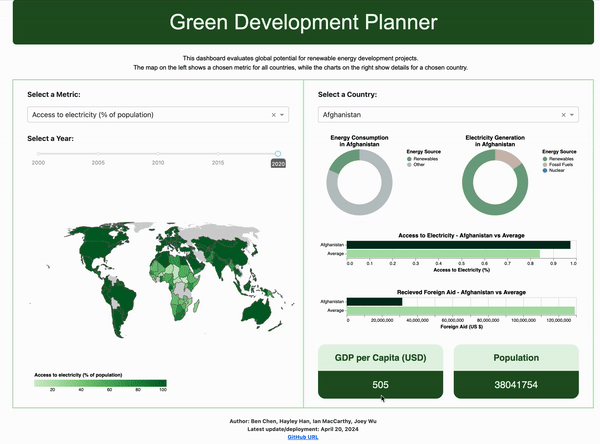 Green Development Planner
This dashboard evaluates global potential for renewable energy development projects.
The map on the left shows a chosen metric for all countries, while the charts on the right show details for a chosen country.
Select a Metric:
Access to electricity (% of population)
Select a Year:
2000
2005
2010
2015
2020
Access to electricity (% of population)
20
40
60
80
100
Select a Country:
Afghanistan
Energy Consumption
in Afghanistan
Energy Source
Renewables
Other
Electricity Generation
in Afghanistan
Energy Source
Renewables
Fossil Fuels
Nuclear
Access to Electricity - Afghanistan vs Average
Afghanistan
Average
0.0 0.1 0.2 0.3 0.4 0.5 0.6 0.7 0.8 0.9 1.0
Access to Electricity (%)
Recieved Foreign Aid - Afghanistan vs Average
Afghanistan
Average
0 20,000,000 40,000,000 60,000,000 80,000,000 100,000,000 120,000,000
Foreign Aid (US $)
GDP per Capita (USD)
505
Population
38041754
Author: Ben Chen, Hayley Han, Ian MacCarthy, Joey Wu
Latest update/deployment: April 20, 2024
GitHub URL